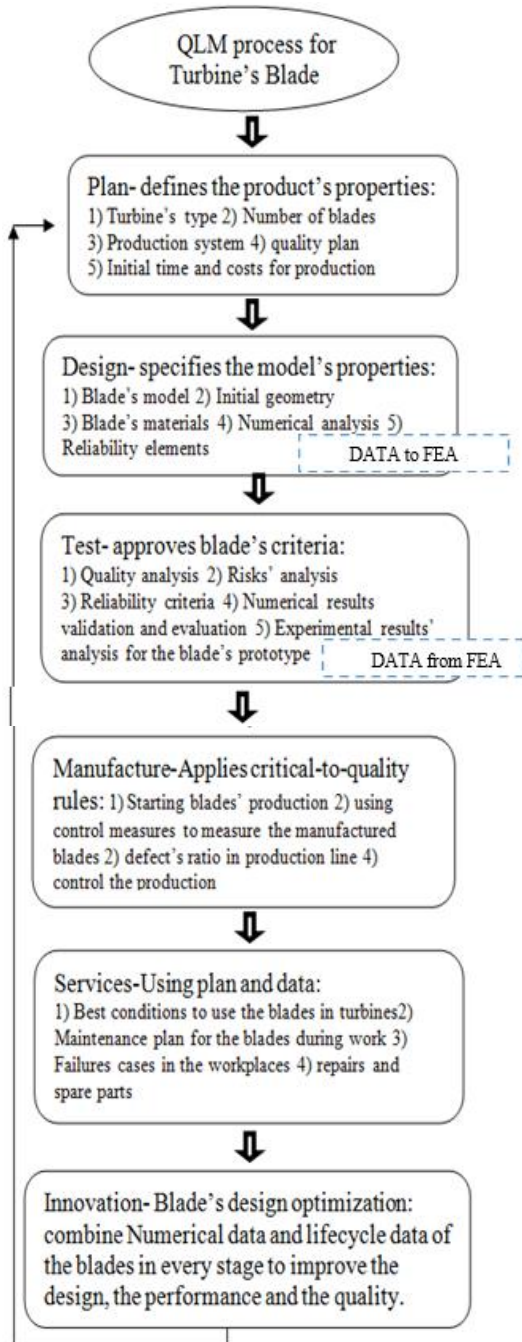 QLM process for
Turbine's Blade
Plan- defines the product's properties:
1) Turbine's type 2) Number of blades
3) Production system 4) quality plan
5) Initial time and costs for production
Design- specifies the model's properties:
1) Blade's model 2) Initial geometry
3) Blade's materials 4) Numerical analysis 5)
Reliability elements
DATA to FEA
Test- approves blade's criteria:
1) Quality analysis 2) Risks' analysis
3) Reliability criteria 4) Numerical results
validation and evaluation 5) Experimental results'
analysis for the blade's prototype
DATA from FEA
Manufacture-Applies critical-to-quality
rules: 1) Starting blades' production 2) using
control measures to measure the manufactured
blades 2) defect's ratio in production line 4)
control the production
Services-Using plan and data:
1) Best conditions to use the blades in turbines2)
Maintenance plan for the blades during work 3)
Failures cases in the workplaces 4) repairs and
spare parts
Innovation- Blade's design optimization:
combine Numerical data and lifecycle data of
the blades in every stage to improve the
design, the performance and the quality.